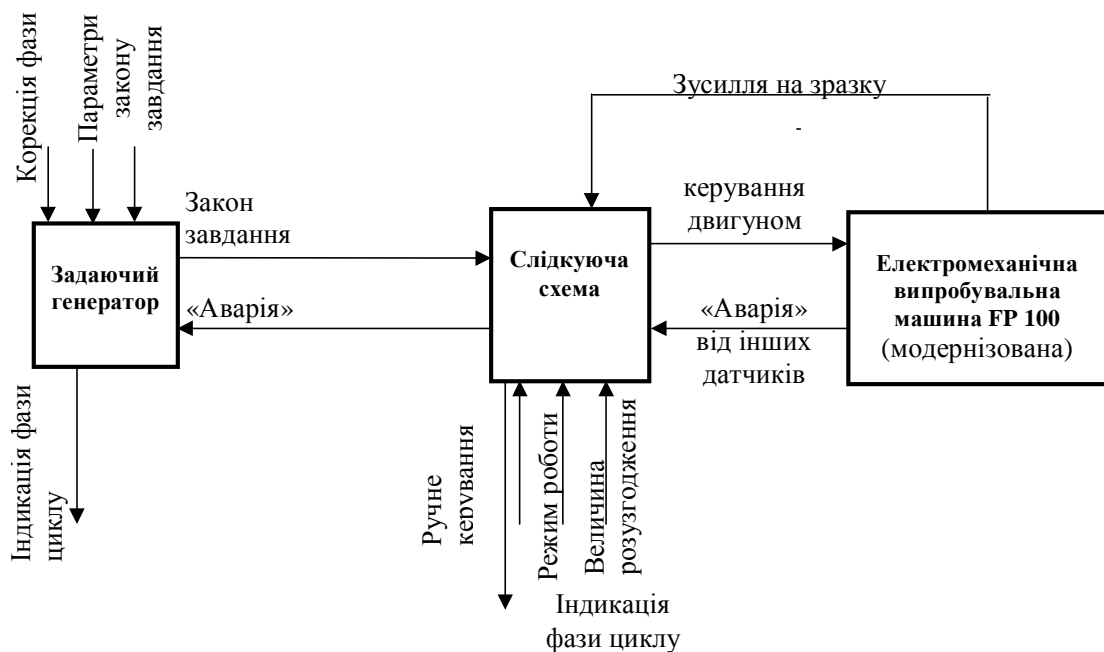 Корекція фази
Параметри
закону
завдання
Зусилля на зразку
-
Закон
завдання
керування
двигуном
Задаючий
генератор
Слідкуюча
схема
Електромеханічна
випробувальна
машина FP 100
(модернізована)
«Аварія»
«Аварія»
від інших
датчиків
Індикація фази
циклу
Ручне
керування
Режим роботи
Величина
розузгодження
Індикація
фази циклу